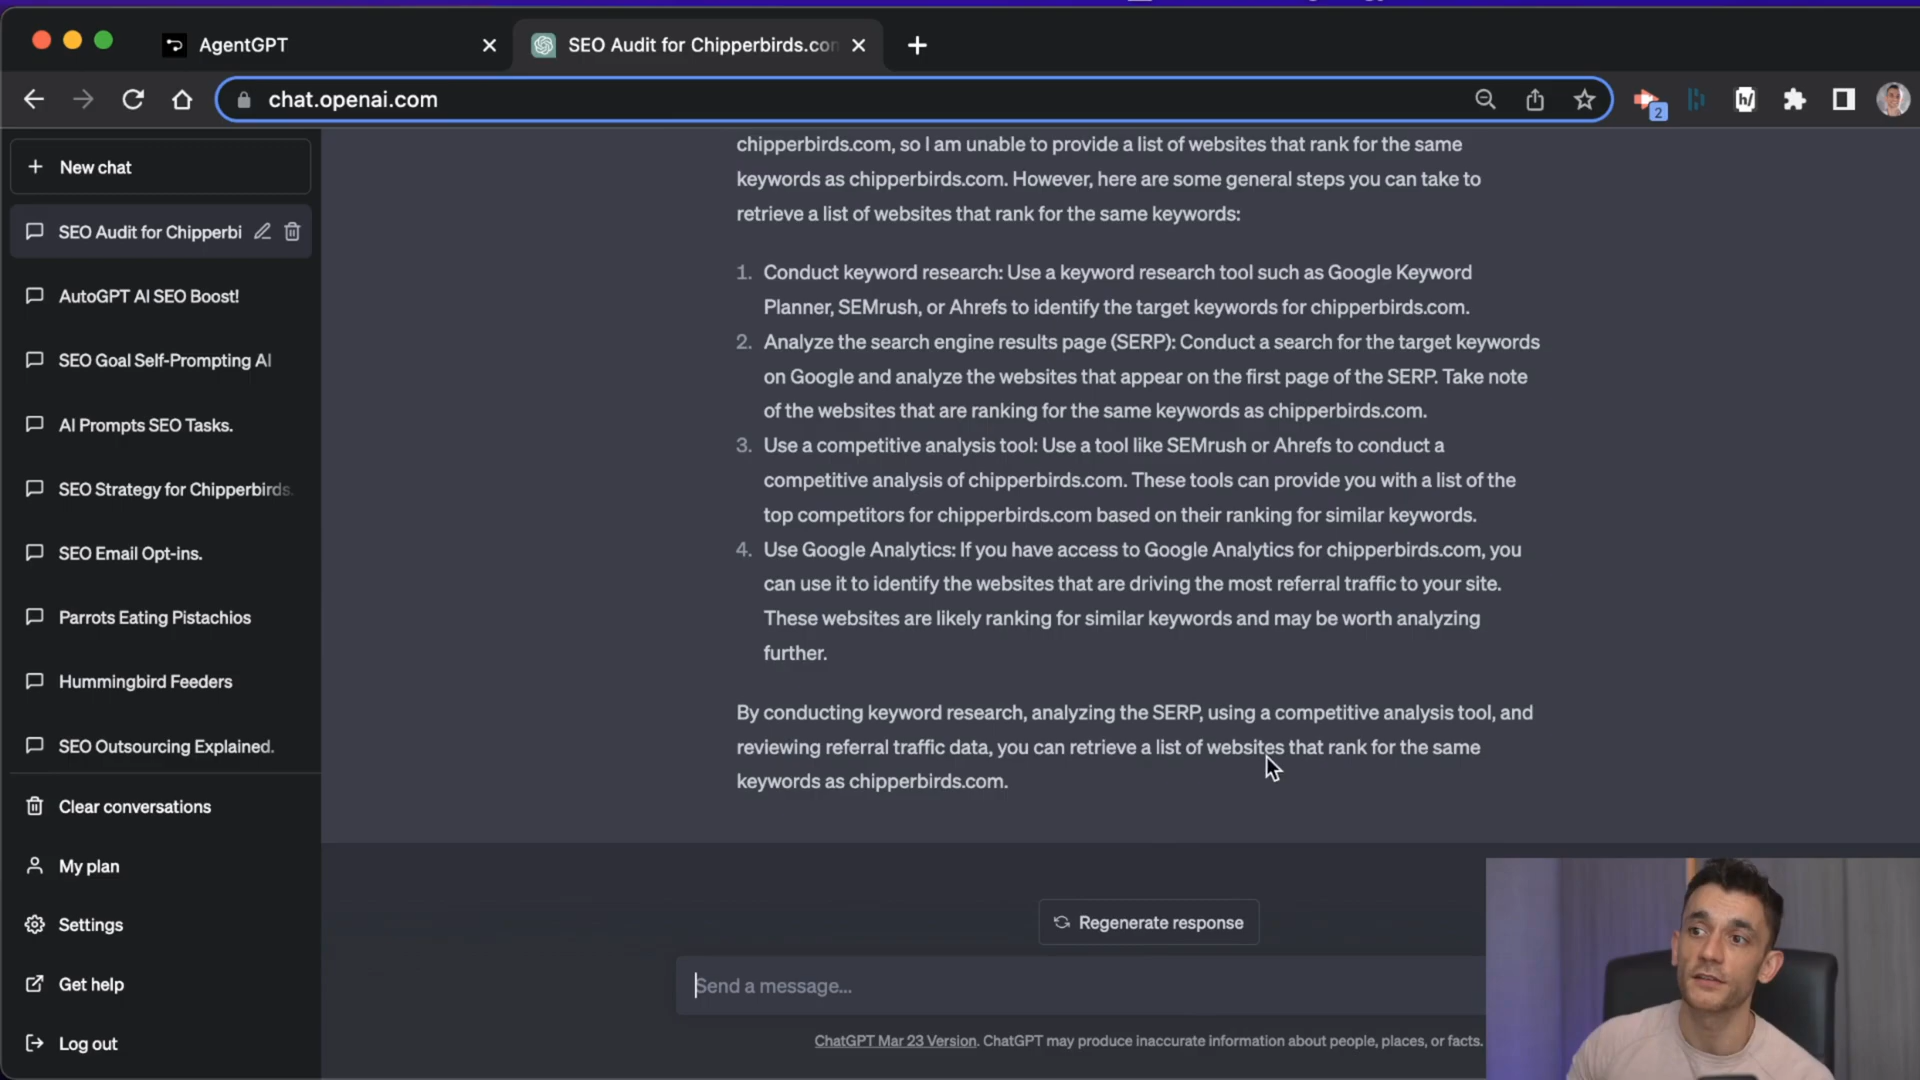 AgentGPT
SEO Audit for Chipperbirds.con
chat.openai.com
2
h/
New chat
SEO Audit for Chipperbi
AutoGPT AI SEO Boost!
SEO Goal Self-Prompting AI
AI Prompts SEO Tasks.
SEO Strategy for Chipperbirds.
SEO Email Opt-ins.
Parrots Eating Pistachios
Hummingbird Feeders
SEO Outsourcing Explained.
Clear conversations
My plan
Settings
Get help
Log out
chipperbirds.com, so I am unable to provide a list of websites that rank for the same
keywords as chipperbirds.com. However, here are some general steps you can take to
retrieve a list of websites that rank for the same keywords:
1. Conduct keyword research: Use a keyword research tool such as Google Keyword
Planner, SEMrush, or Ahrefs to identify the target keywords for chipperbirds.com.
2. Analyze the search engine results page (SERP): Conduct a search for the target keywords
on Google and analyze the websites that appear on the first page of the SERP. Take note
of the websites that are ranking for the same keywords as chipperbirds.com.
3. Use a competitive analysis tool: Use a tool like SEMrush or Ahrefs to conduct a
competitive analysis of chipperbirds.com. These tools can provide you with a list of the
top competitors for chipperbirds.com based on their ranking for similar keywords.
4. Use Google Analytics: If you have access to Google Analytics for chipperbirds.com, you
can use it to identify the websites that are driving the most referral traffic to your site.
These websites are likely ranking for similar keywords and may be worth analyzing
further.
By conducting keyword research, analyzing the SERP, using a competitive analysis tool, and
reviewing referral traffic data, you can retrieve a list of websites that rank for the same
keywords as chipperbirds.com.
Regenerate response
Send a message...
ChatGPT Mar 23 Version. ChatGPT may produce inaccurate information about people, places, or facts.